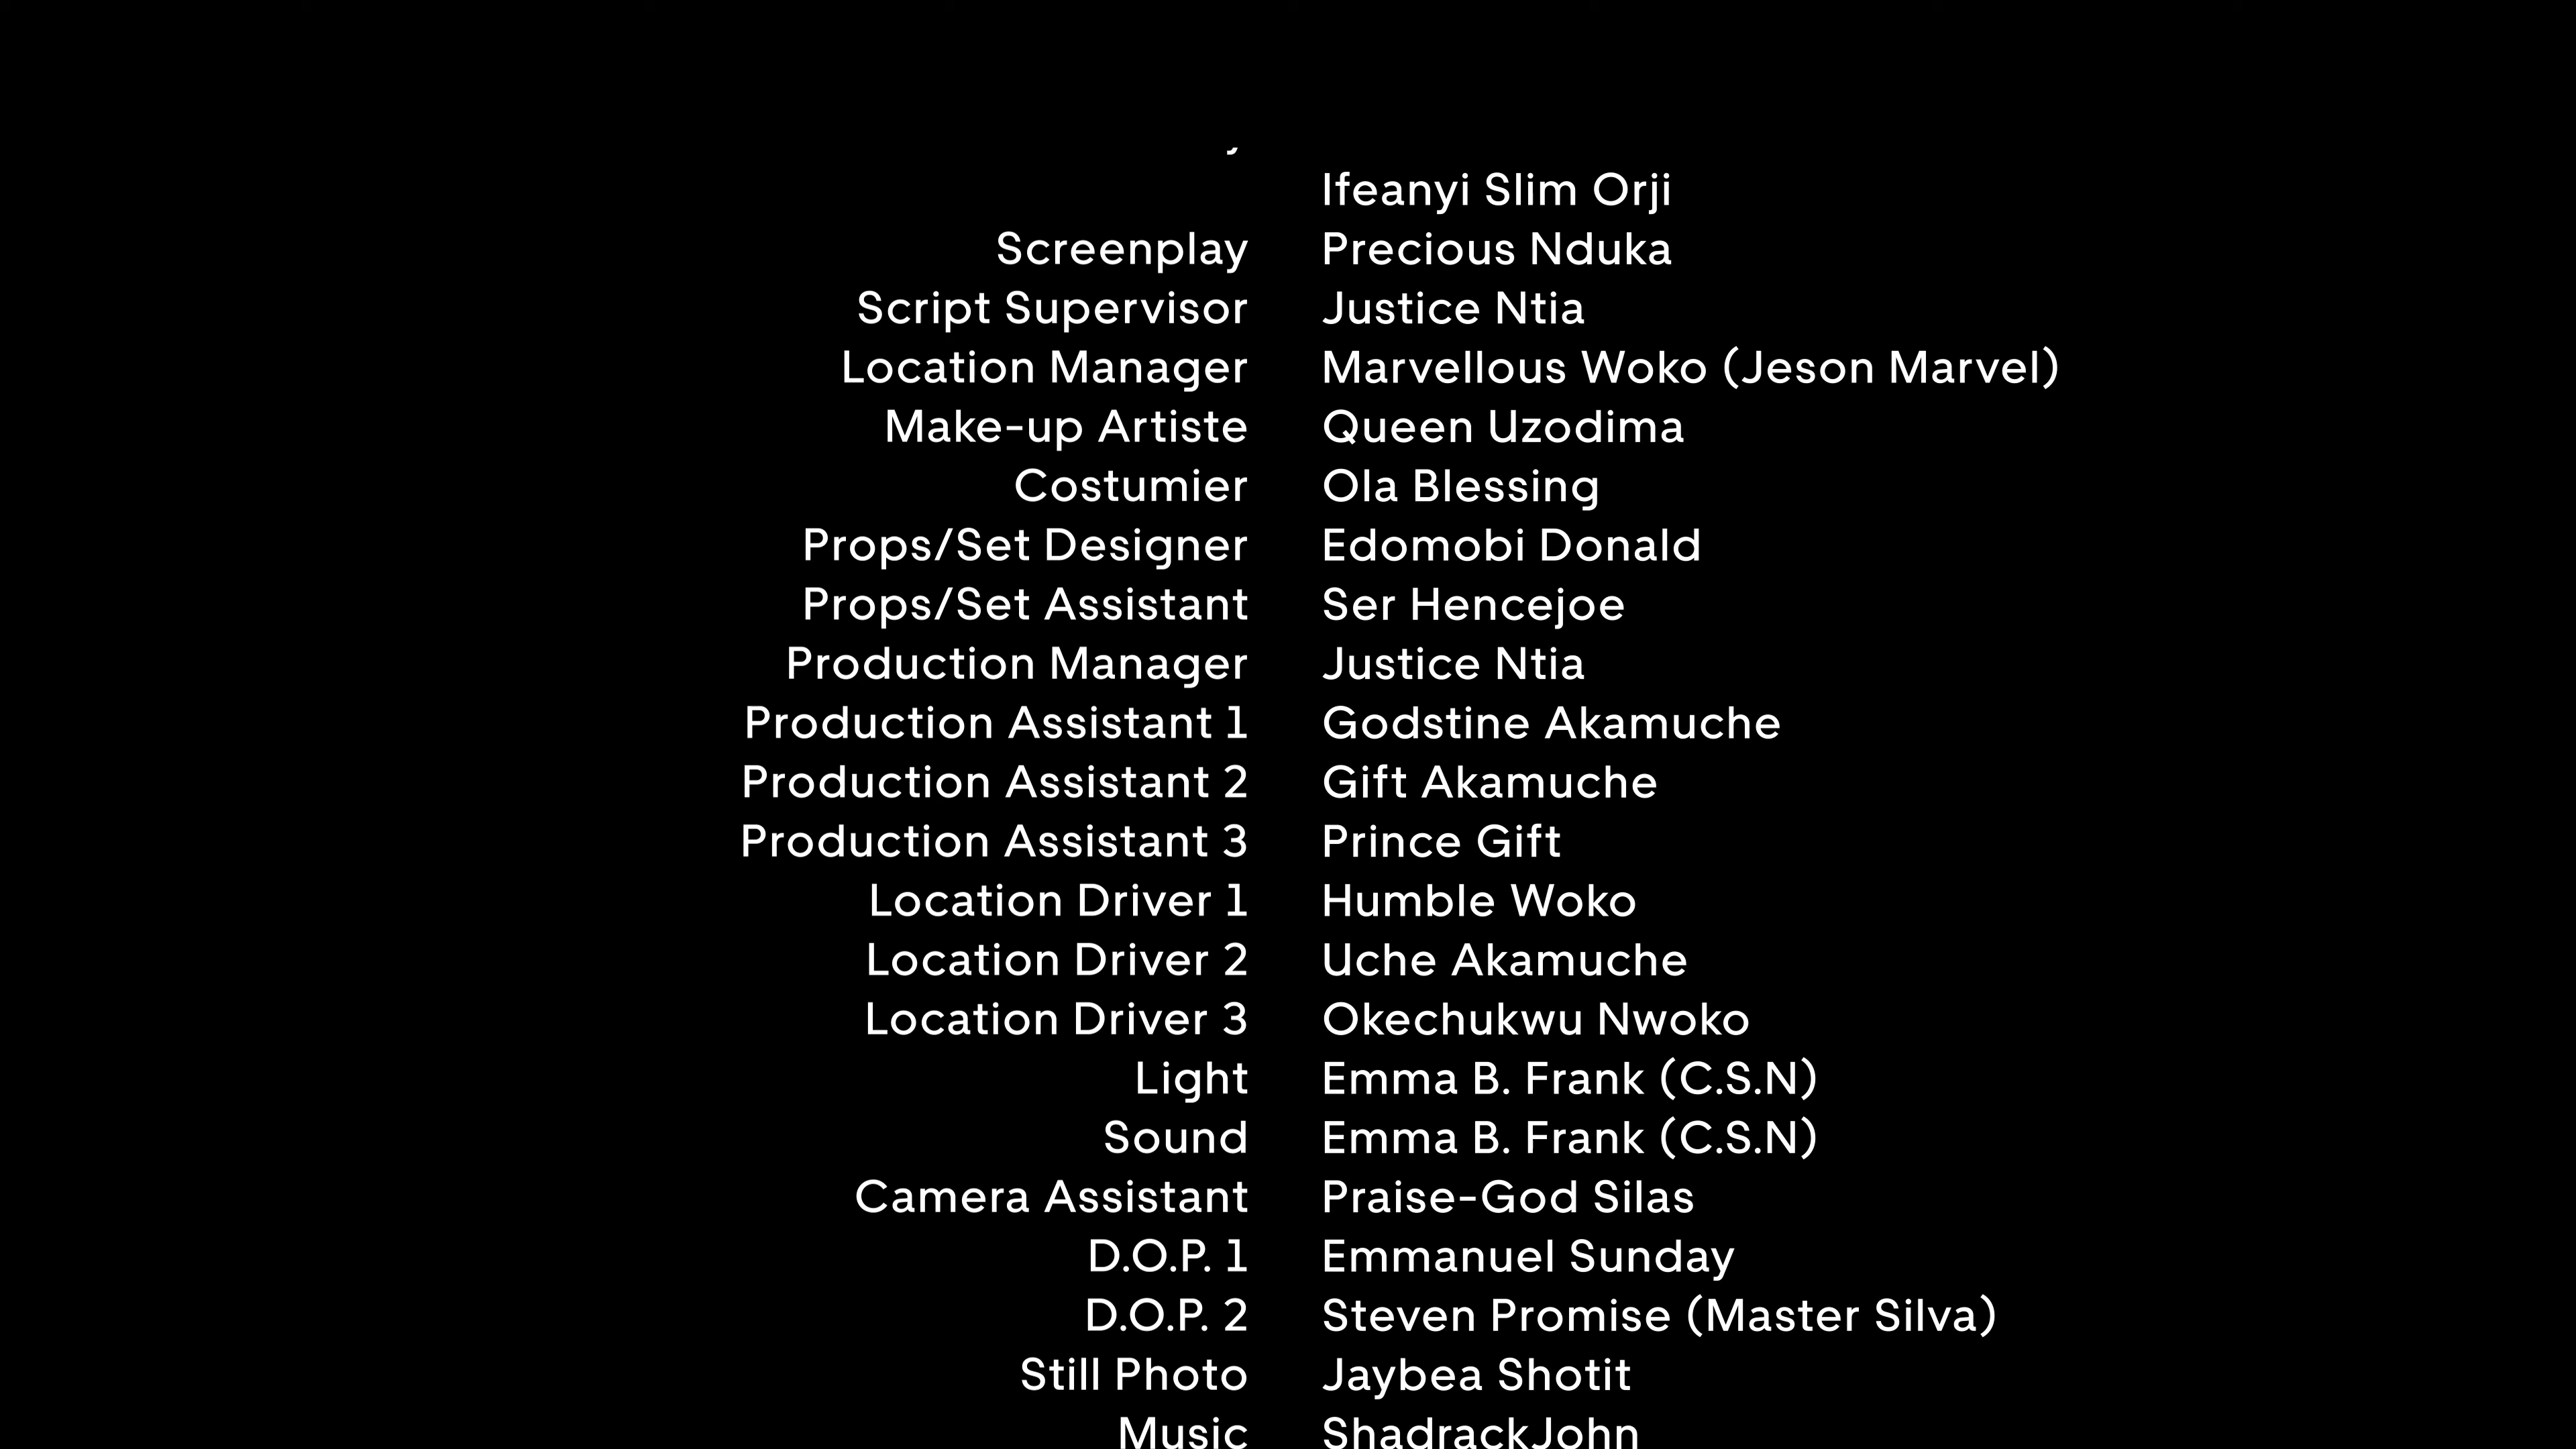 Ifeanyi Slim Orji
Screenplay Precious Nduka
Script Supervisor Justice Ntia
Location Manager Marvellous Woko (Jeson Marvel)
Make-up Artiste Queen Uzodima
Costumier Ola Blessing
Props/Set Designer Edomobi Donald
Props/Set Assistant Ser Hencejoe
Production Manager Justice Ntia
Production Assistant 1 Godstine Akamuche
Production Assistant 2 Gift Akamuche
Production Assistant 3 Prince Gift
Location Driver 1 Humble Woko
Location Driver 2 Uche Akamuche
Location Driver 3 Okechukwu Nwoko
Light Emma B. Frank (C.S.N)
Sound Emma B. Frank (C.S.N)
Camera Assistant Praise-God Silas
D.O.P. 1 Emmanuel Sunday
D.O.P. 2 Steven Promise (Master Silva)
Still Photo Jaybea Shotit
Music ShadrackJohn